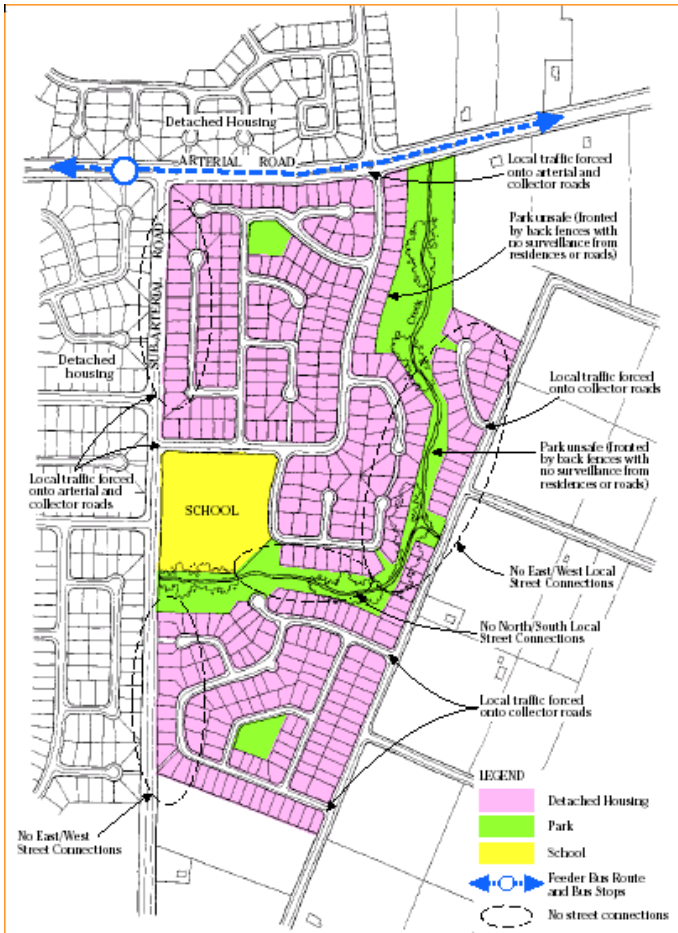 Detached Housing
ARTERIAL ROAD
Local traffic forced
onto arterial and
collector roads
Park unsafe (fronted
by back fences with
no surveillance from
residences or roads)
SUB-ARTERIAL ROAD
Creek
Detached
housing
Local traffic forced
onto collector roads
Park unsafe (fronted
by back fences with
no surveillance from
residences or roads)
Local traffic forced
onto arterial and
collector roads
SCHOOL
No East/West Local
Street Connections
No North/South Local
Street Connections
Local traffic forced
onto collector roads
No East/West
Street Connections
LEGEND
Detached Housing
Park
School
Feeder Bus Route
and Bus Stops
No street connections